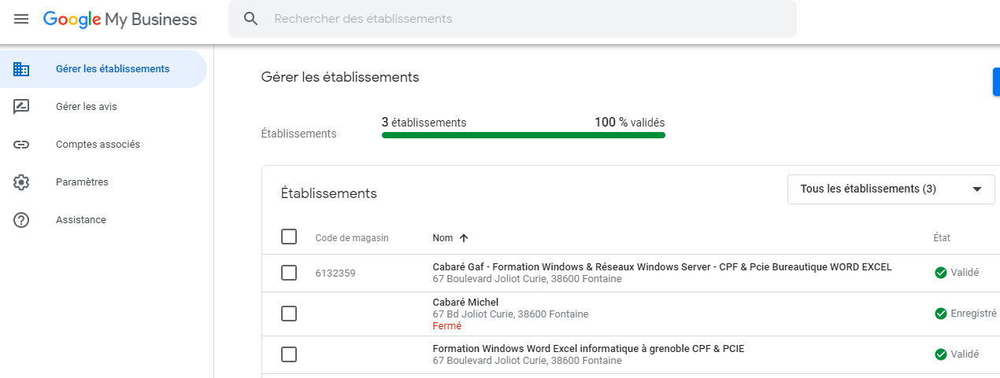 Google My Business
Rechercher des établissements
Gérer les établissements
Gérer les avis
Comptes associés
Paramètres
Assistance
Gérer les établissements
Établissements
3 établissements
100 % validés
Établissements
Tous les établissements (3)
Code de magasin
Nom
État
6132359
Cabaré Gaf - Formation Windows & Réseaux Windows Server - CPF & Pcie Bureautique WORD EXCEL
67 Boulevard Joliot Curie, 38600 Fontaine
Validé
Cabaré Michel
67 Bd Joliot Curie, 38600 Fontaine
Fermé
Enregistré
Formation Windows Word Excel informatique à grenoble CPF & PCIE
67 Boulevard Joliot Curie, 38600 Fontaine
Validé